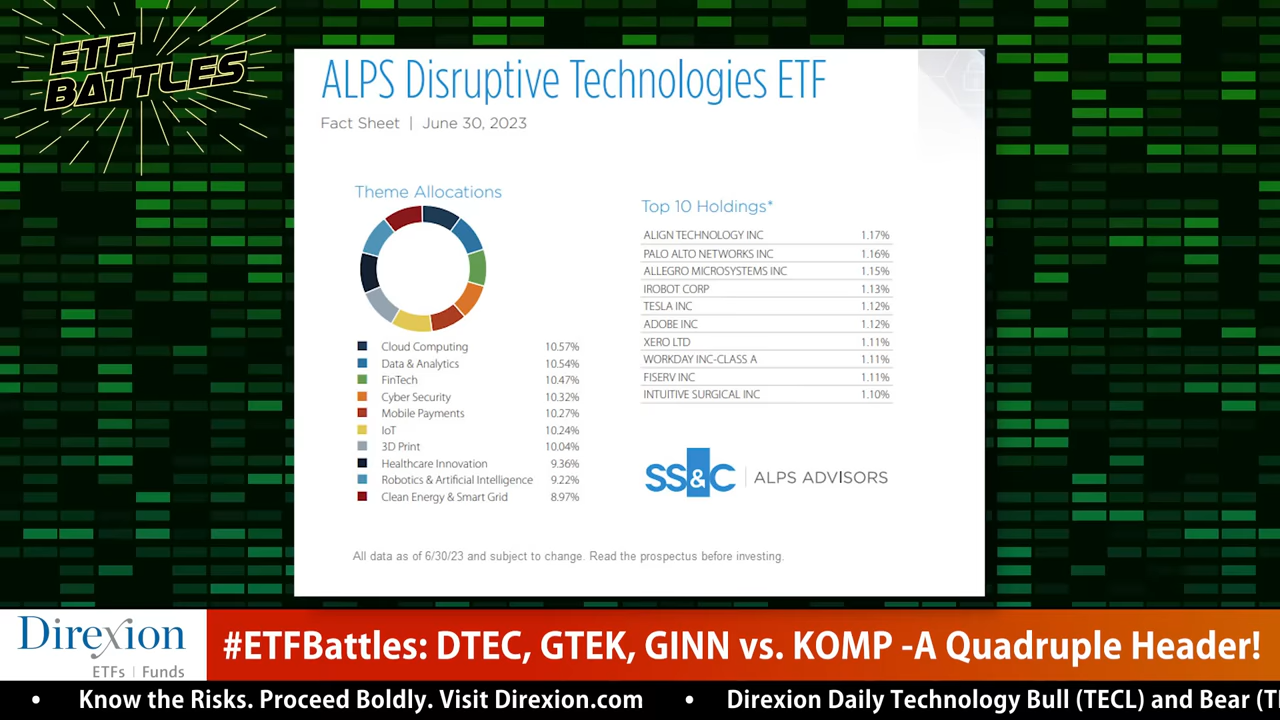 ETF
BATTLES
ALPS Disruptive Technologies ETF
Fact Sheet | June 30, 2023
Theme Allocations
Cloud Computing 10.57%
Data & Analytics 10.54%
FinTech 10.47%
Cyber Security 10.32%
Mobile Payments 10.27%
IoT 10.24%
3D Print 10.04%
Healthcare Innovation 9.36%
Robotics & Artificial Intelligence 9.22%
Clean Energy & Smart Grid 8.97%
Top 10 Holdings*
ALIGN TECHNOLOGY INC 1.17%
PALO ALTO NETWORKS INC 1.16%
ALLEGRO MICROSYSTEMS INC 1.15%
IROBOT CORP 1.13%
TESLA INC 1.12%
ADOBE INC 1.12%
XERO LTD 1.11%
WORKDAY INC-CLASS A 1.11%
FISERV INC 1.11%
INTUITIVE SURGICAL INC 1.10%
SS&C | ALPS ADVISORS
All data as of 6/30/23 and subject to change. Read the prospectus before investing.
Direxion
ETFs | Funds
#ETFBattles: DTEC, GTEK, GINN vs. KOMP -A Quadruple Header!
• Know the Risks. Proceed Boldly. Visit Direxion.com • Direxion Daily Technology Bull (TECL) and Bear (